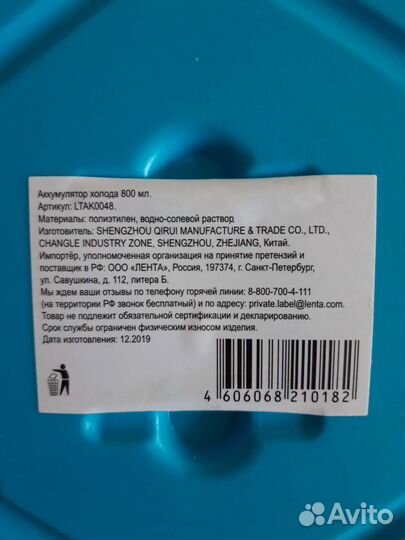 Аккумулятор холода 800 мл.
Артикул: LTAK0048.
Материалы: полиэтилен, водно-солевой раствор
Изготовитель: SHENGZHOU QIRUI MANUFACTURE & TRADE CO., LTD.,
CHANGLE INDUSTRY ZONE, SHENGZHOU, ZHEJIANG, Китай.
Импортёр, уполномоченная организация на принятие претензий и
поставщик в РФ: ООО «ЛЕНТА», Россия, 197374, г. Санкт-Петербург,
ул. Савушкина, д. 112, литера Б.
Мы ждем ваши отзывы по телефону горячей линии: 8-800-700-4-111
(на территории РФ звонок бесплатный) и по адресу: private.label@lenta.com.
Товар не подлежит обязательной сертификации и декларированию.
Срок службы ограничен физическим износом изделия.
Дата изготовления: 12.2019
4 606068 210182
Avito